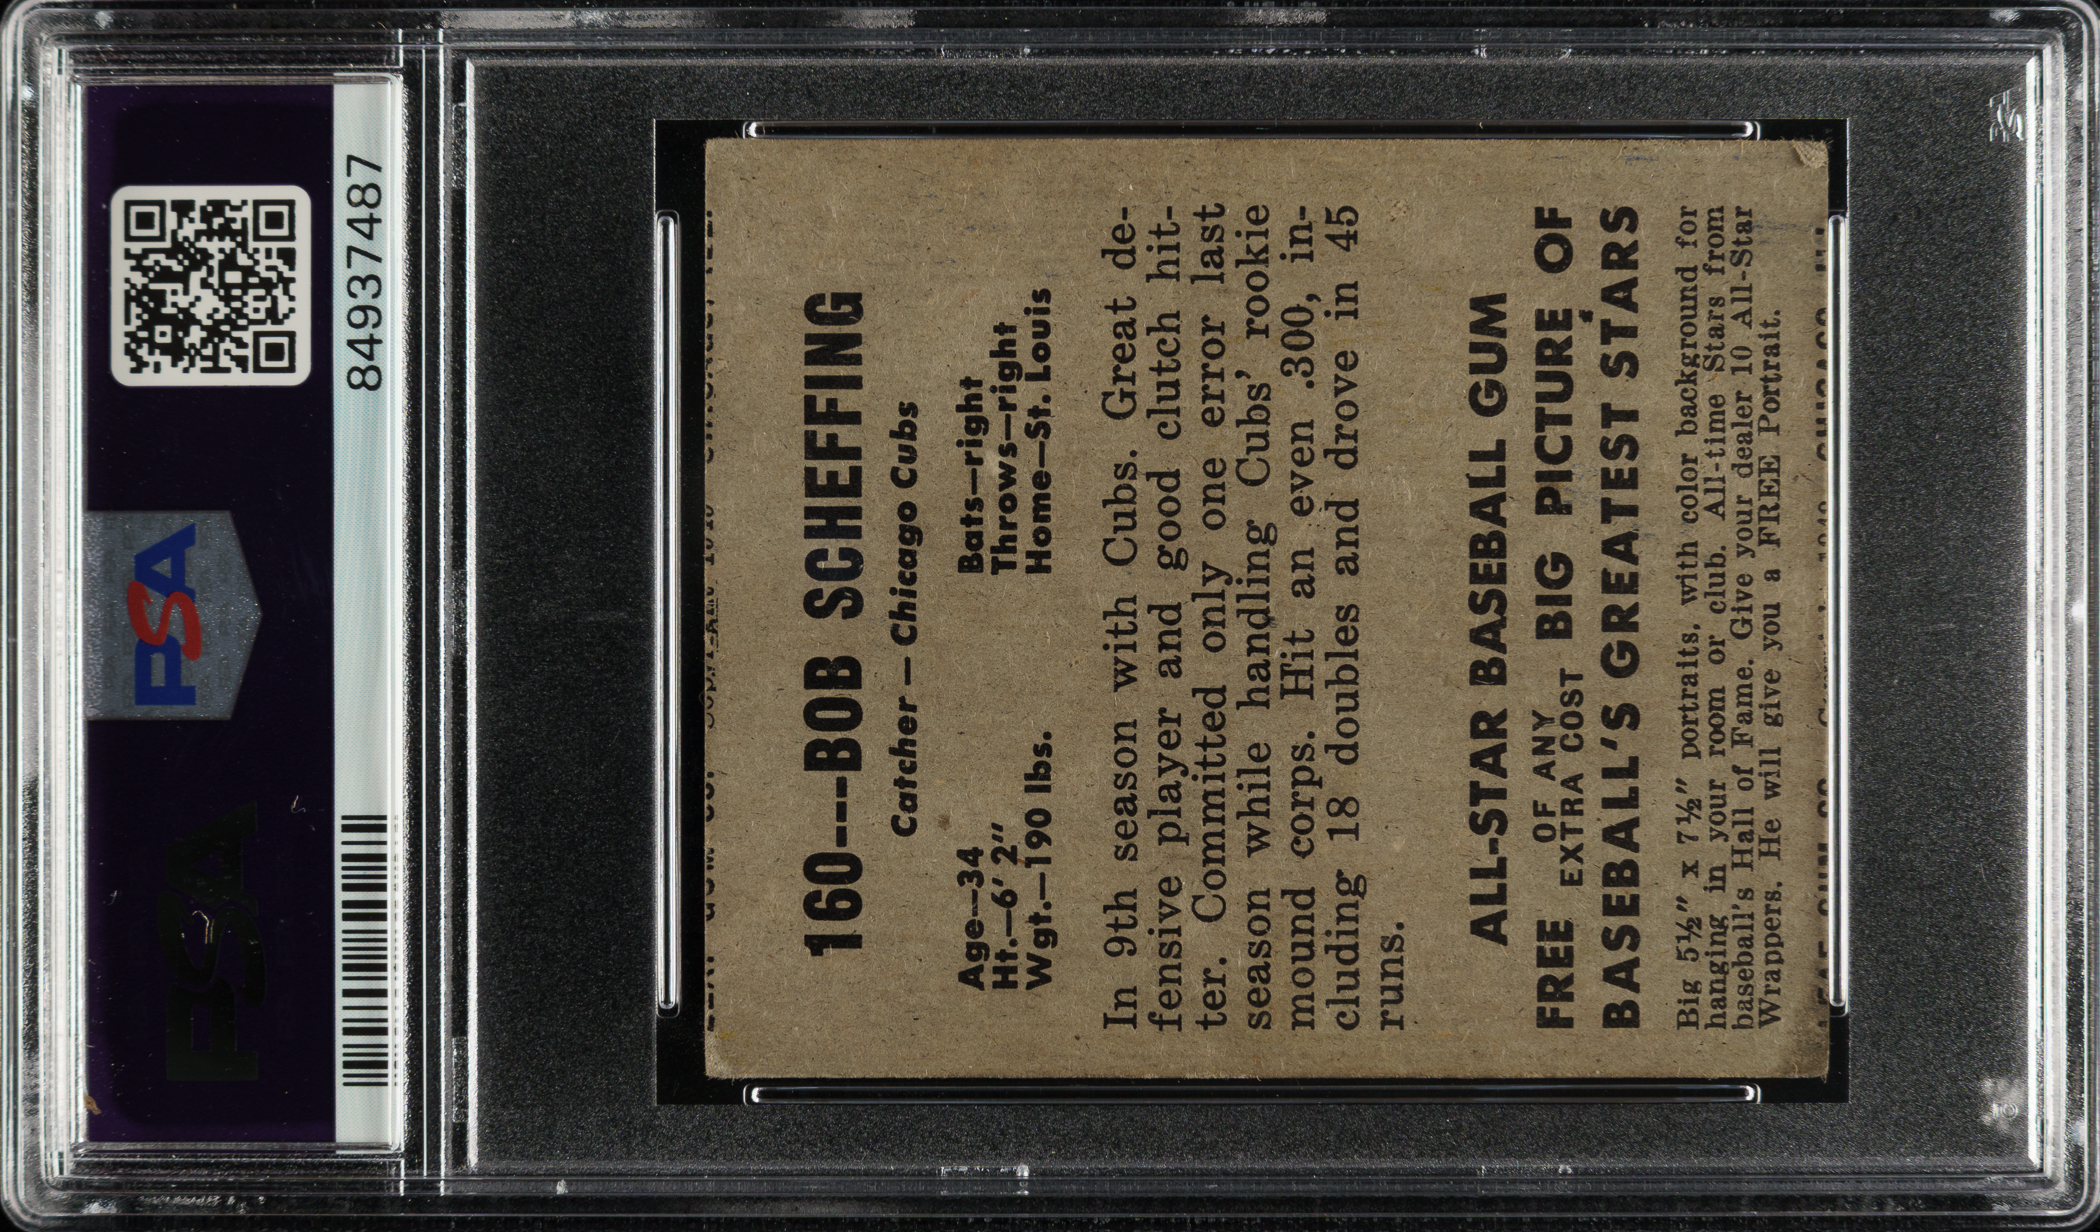 PSA
84937487
160---BOB SCHEFFING
Catcher — Chicago Cubs
Age—34 Bats—right
Ht.—6' 2" Throws—right
Wgt.—190 lbs. Home—St. Louis
In 9th season with Cubs. Great de-
fensive player and good clutch hit-
ter. Committed only one error last
season while handling Cubs' rookie
mound corps. Hit an even .300, in-
cluding 18 doubles and drove in 45
runs.
ALL-STAR BASEBALL GUM
FREE OF ANY EXTRA COST BIG PICTURE OF
BASEBALL'S GREATEST STARS
Big 5½" x 7½" portraits, with color background for
hanging in your room or club. All-time Stars from
baseball's Hall of Fame. Give your dealer 10 All-Star
Wrappers. He will give you a FREE Portrait.
PSA
PSA